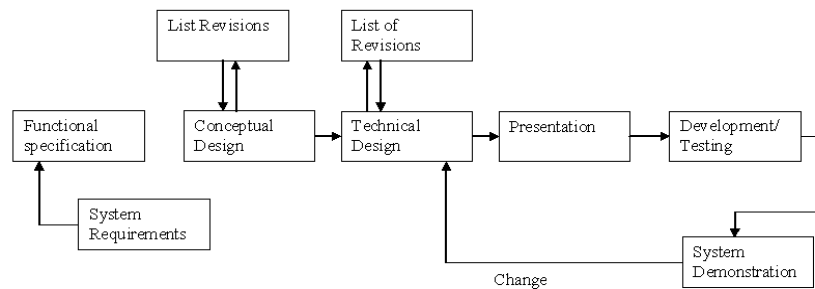 List Revisions
List of
Revisions
Functional
specification
Conceptual
Design
Technical
Design
Presentation
Development/
Testing
System
Requirements
System
Demonstration
Change